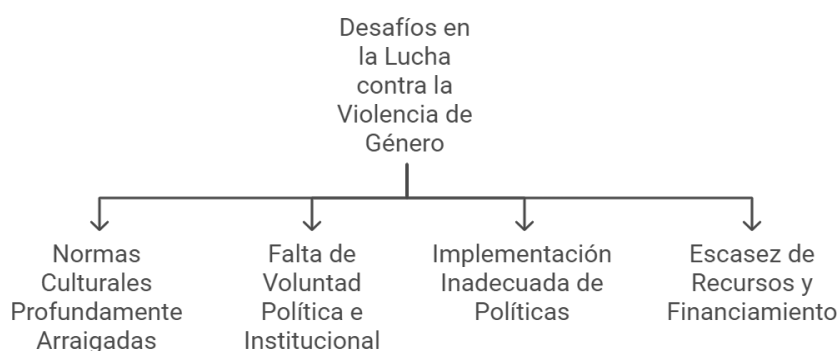 Desafíos en
la Lucha
contra la
Violencia de
Género
Normas
Culturales
Profundamente
Arraigadas
Falta de
Voluntad
Política e
Institucional
Implementación
Inadecuada de
Políticas
Escasez de
Recursos y
Financiamiento